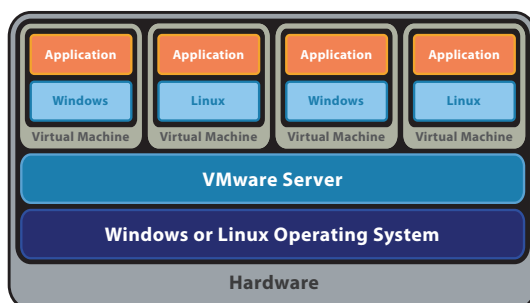 Application Application Application Application
Windows Linux Windows Linux
Virtual Machine Virtual Machine Virtual Machine Virtual Machine
VMware Server
Windows or Linux Operating System
Hardware